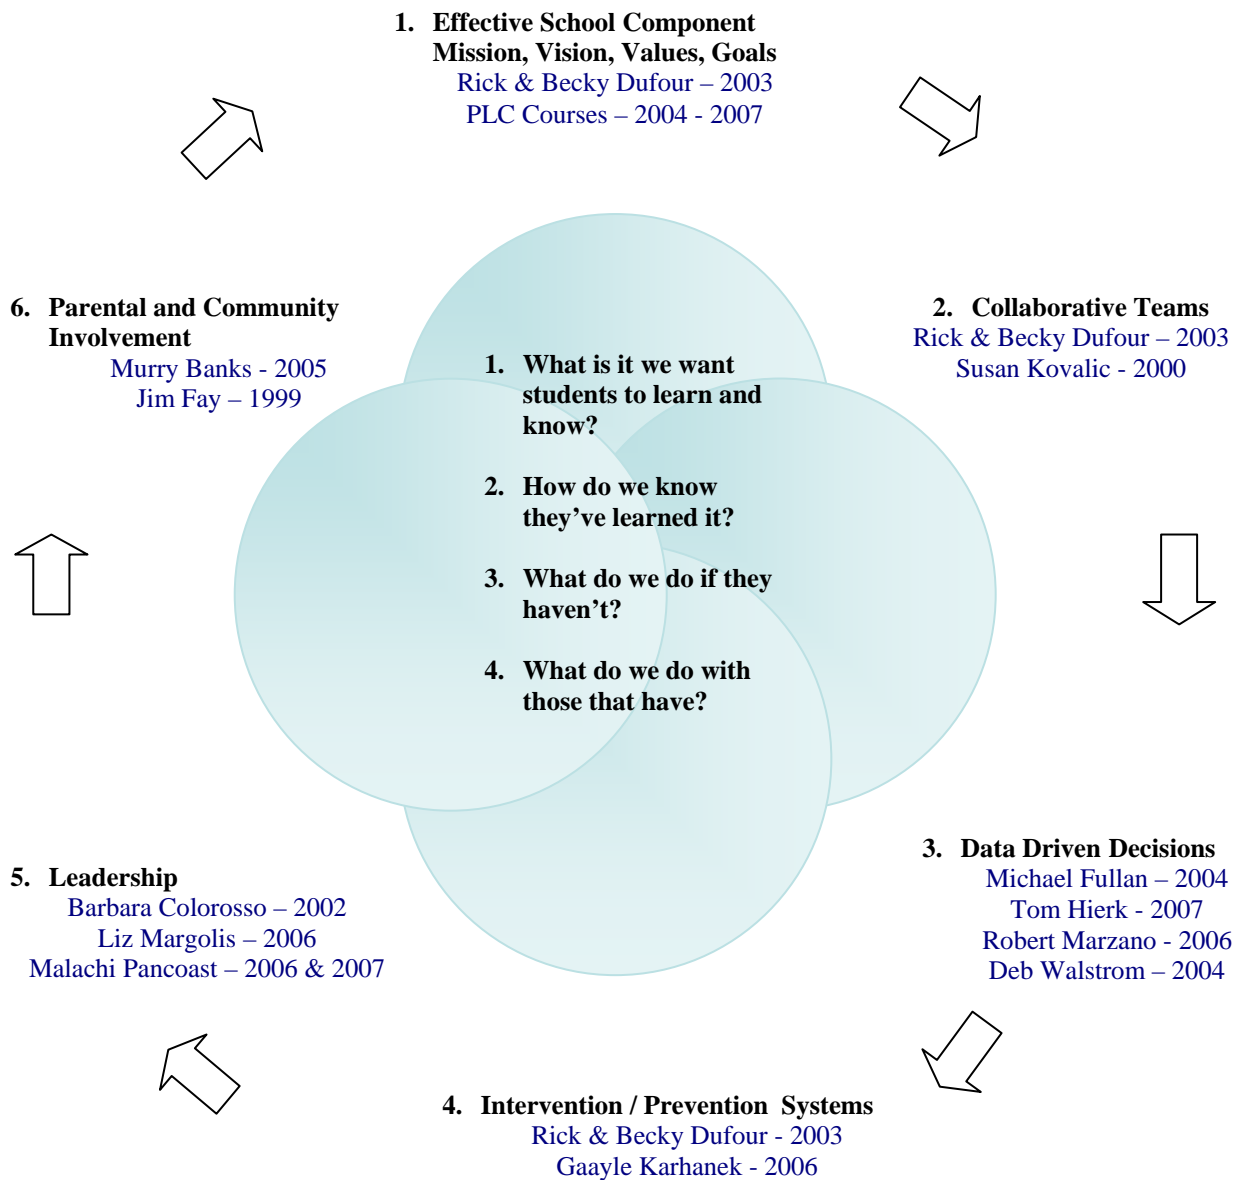 1. Effective School Component
Mission, Vision, Values, Goals
Rick & Becky Dufour – 2003
PLC Courses – 2004 - 2007
2. Collaborative Teams
Rick & Becky Dufour – 2003
Susan Kovalic - 2000
3. Data Driven Decisions
Michael Fullan – 2004
Tom Hierk - 2007
Robert Marzano - 2006
Deb Walstrom – 2004
4. Intervention / Prevention Systems
Rick & Becky Dufour - 2003
Gaayle Karhanek - 2006
5. Leadership
Barbara Colorosso – 2002
Liz Margolis – 2006
Malachi Pancoast – 2006 & 2007
6. Parental and Community
Involvement
Murry Banks - 2005
Jim Fay – 1999
1. What is it we want
students to learn and
know?
2. How do we know
they’ve learned it?
3. What do we do if they
haven’t?
4. What do we do with
those that have?